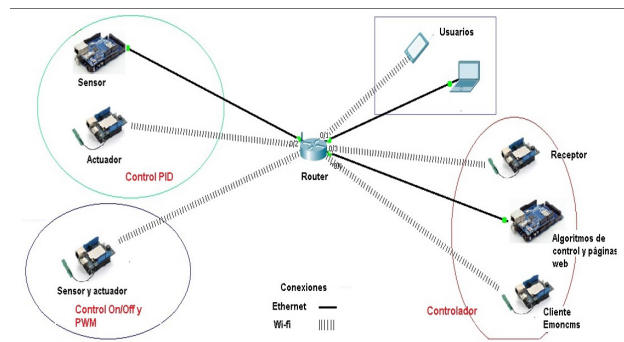 Usuarios
Sensor
Actuador
Control PID
0/1
0/2
0/3
Router
Receptor
Algoritmos de
control y páginas
web
Sensor y actuador
Control On/Off y
PWM
Conexiones
Ethernet
Wi-fi
Controlador
Cliente
Emoncms